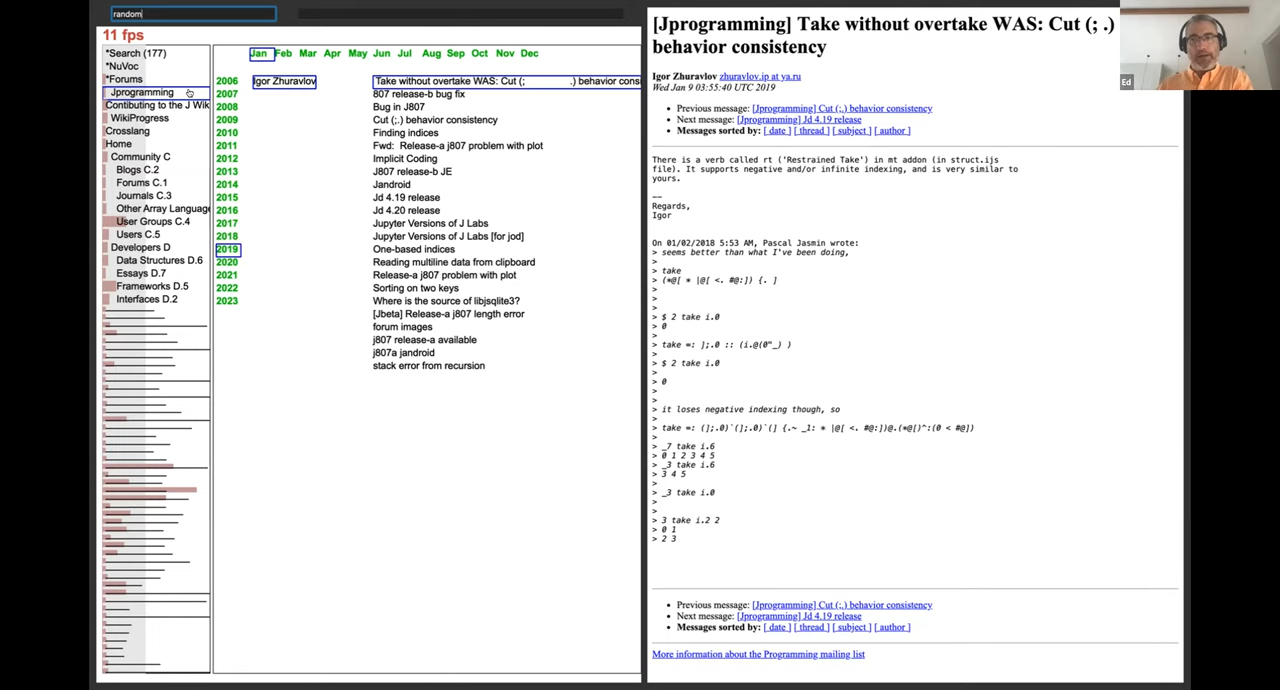 random
11 fps
*Search (177)
*NuVoc
*Forums
Jprogramming
Contibuting to the J Wik
WikiProgress
Crosslang
Home
Community C
Blogs C.2
Forums C.1
Journals C.3
Other Array Language
User Groups C.4
Users C.5
Developers D
Data Structures D.6
Essays D.7
Frameworks D.5
Interfaces D.2
Jan Feb Mar Apr May Jun Jul Aug Sep Oct Nov Dec
2006
2007
2008
2009
2010
2011
2012
2013
2014
2015
2016
2017
2018
2019
2020
2021
2022
2023
Igor Zhuravlov
Take without overtake WAS: Cut (; .) behavior cons
807 release-b bug fix
Bug in J807
Cut (;.) behavior consistency
Finding indices
Fwd: Release-a j807 problem with plot
Implicit Coding
J807 release-b JE
Jandroid
Jd 4.19 release
Jd 4.20 release
Jupyter Versions of J Labs
Jupyter Versions of J Labs [for jod]
One-based indices
Reading multiline data from clipboard
Release-a j807 problem with plot
Sorting on two keys
Where is the source of libjsqlite3?
[Jbeta] Release-a j807 length error
forum images
j807 release-a available
j807a jandroid
stack error from recursion
[Jprogramming] Take without overtake WAS: Cut (; .)
behavior consistency
Igor Zhuravlov zhuravlov.ip at ya.ru
Wed Jan 9 03:55:40 UTC 2019
• Previous message: [Jprogramming] Cut (;.) behavior consistency
• Next message: [Jprogramming] Jd 4.19 release
• Messages sorted by: [ date ] [ thread ] [ subject ] [ author ]
There is a verb called rt ('Restrained Take') in mt addon (in struct.ijs
file). It supports negative and/or infinite indexing, and is very similar to
yours.
--
Regards,
Igor
On 01/02/2018 5:53 AM, Pascal Jasmin wrote:
> seems better than what I've been doing,
>
> take
> (*@[ * |@[ <. #@:]) {. ]
>
>
>
> $ 2 take i.0
> 0
>
> take =: ];.0 :: (i.@(0"_) )
>
> $ 2 take i.0
>
> 0
>
>
> it loses negative indexing though, so
>
> take =: (];.0)`(];.0)`(] {.~ _1: * |@[ <. #@:])@.(*@[)^:(0 < #@])
>
> _7 take i.6
> 0 1 2 3 4 5
> _3 take i.6
> 3 4 5
>
> _3 take i.0
>
>
> 3 take i.2 2
> 0 1
> 2 3
• Previous message: [Jprogramming] Cut (;.) behavior consistency
• Next message: [Jprogramming] Jd 4.19 release
• Messages sorted by: [ date ] [ thread ] [ subject ] [ author ]
More information about the Programming mailing list
Ed